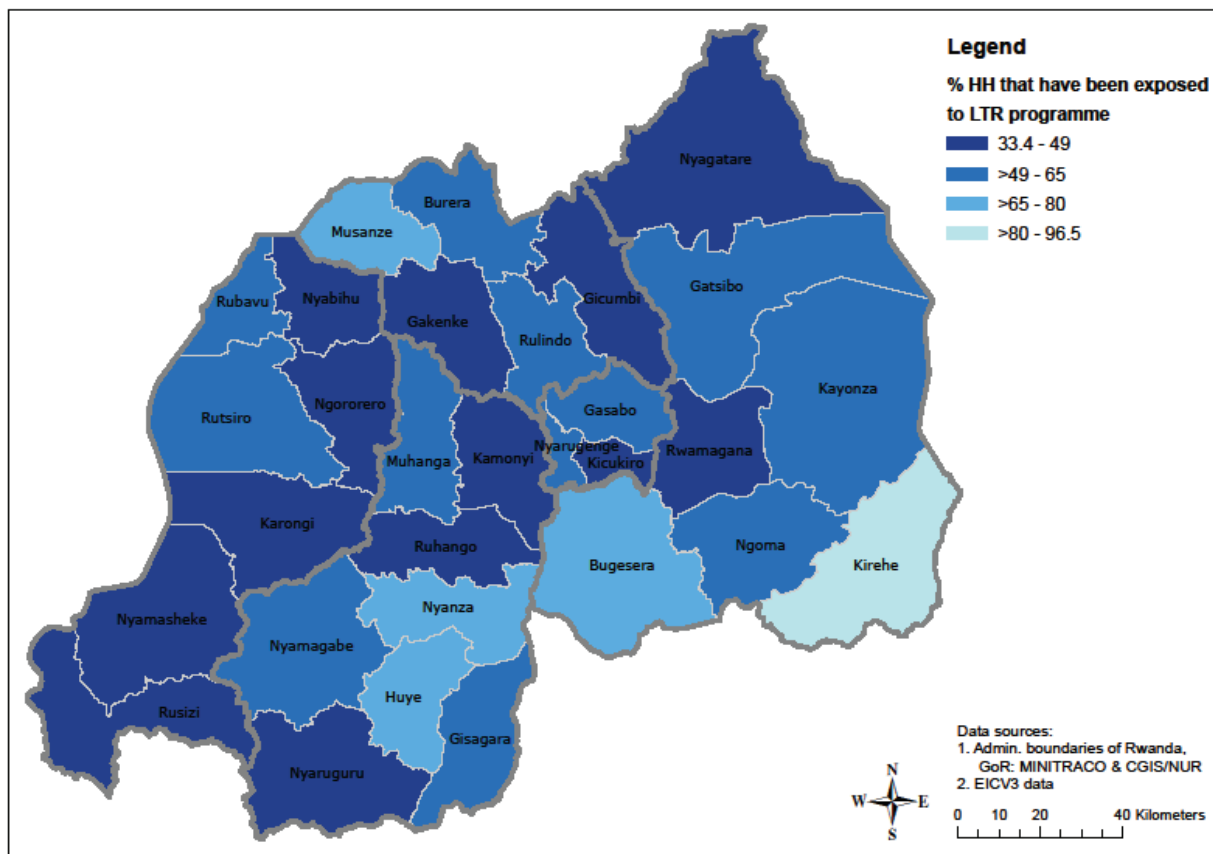 Legend
% HH that have been exposed
to LTR programme
33.4 - 49
>49 - 65
>65 - 80
>80 - 96.5
Nyagatare
Burera
Musanze
Gatsibo
Rubavu
Nyabihu
Gicumbi
Gakenke
Rulindo
Kayonza
Ngororero
Gasabo
Rutsiro
Nyarugenge
Rwamagana
Muhanga
Kamonyi
Kicukiro
Karongi
Ruhango
Ngoma
Bugesera
Kirehe
Nyanza
Nyamasheke
Nyamagabe
Huye
Rusizi
Gisagara
Nyaruguru
Data sources:
1. Admin. boundaries of Rwanda,
GoR: MINITRACO & CGIS/NUR
2. EICV3 data
N
W E
S
0 10 20 40 Kilometers